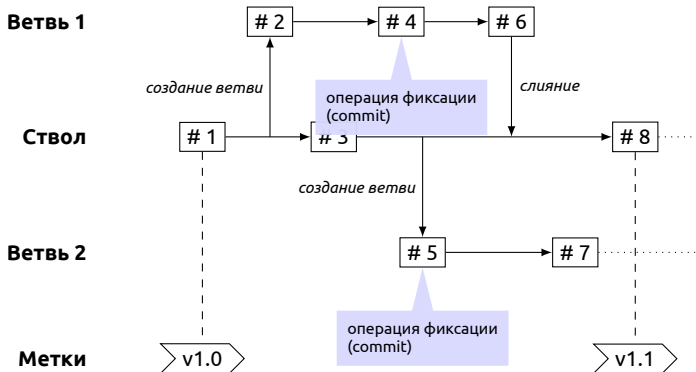 Ветвь 1
# 2
# 4
# 6
создание ветви
операция фиксации
(commit)
слияние
Ствол
# 1
# 3
# 8
создание ветви
Ветвь 2
# 5
# 7
операция фиксации
(commit)
Метки
v1.0
v1.1